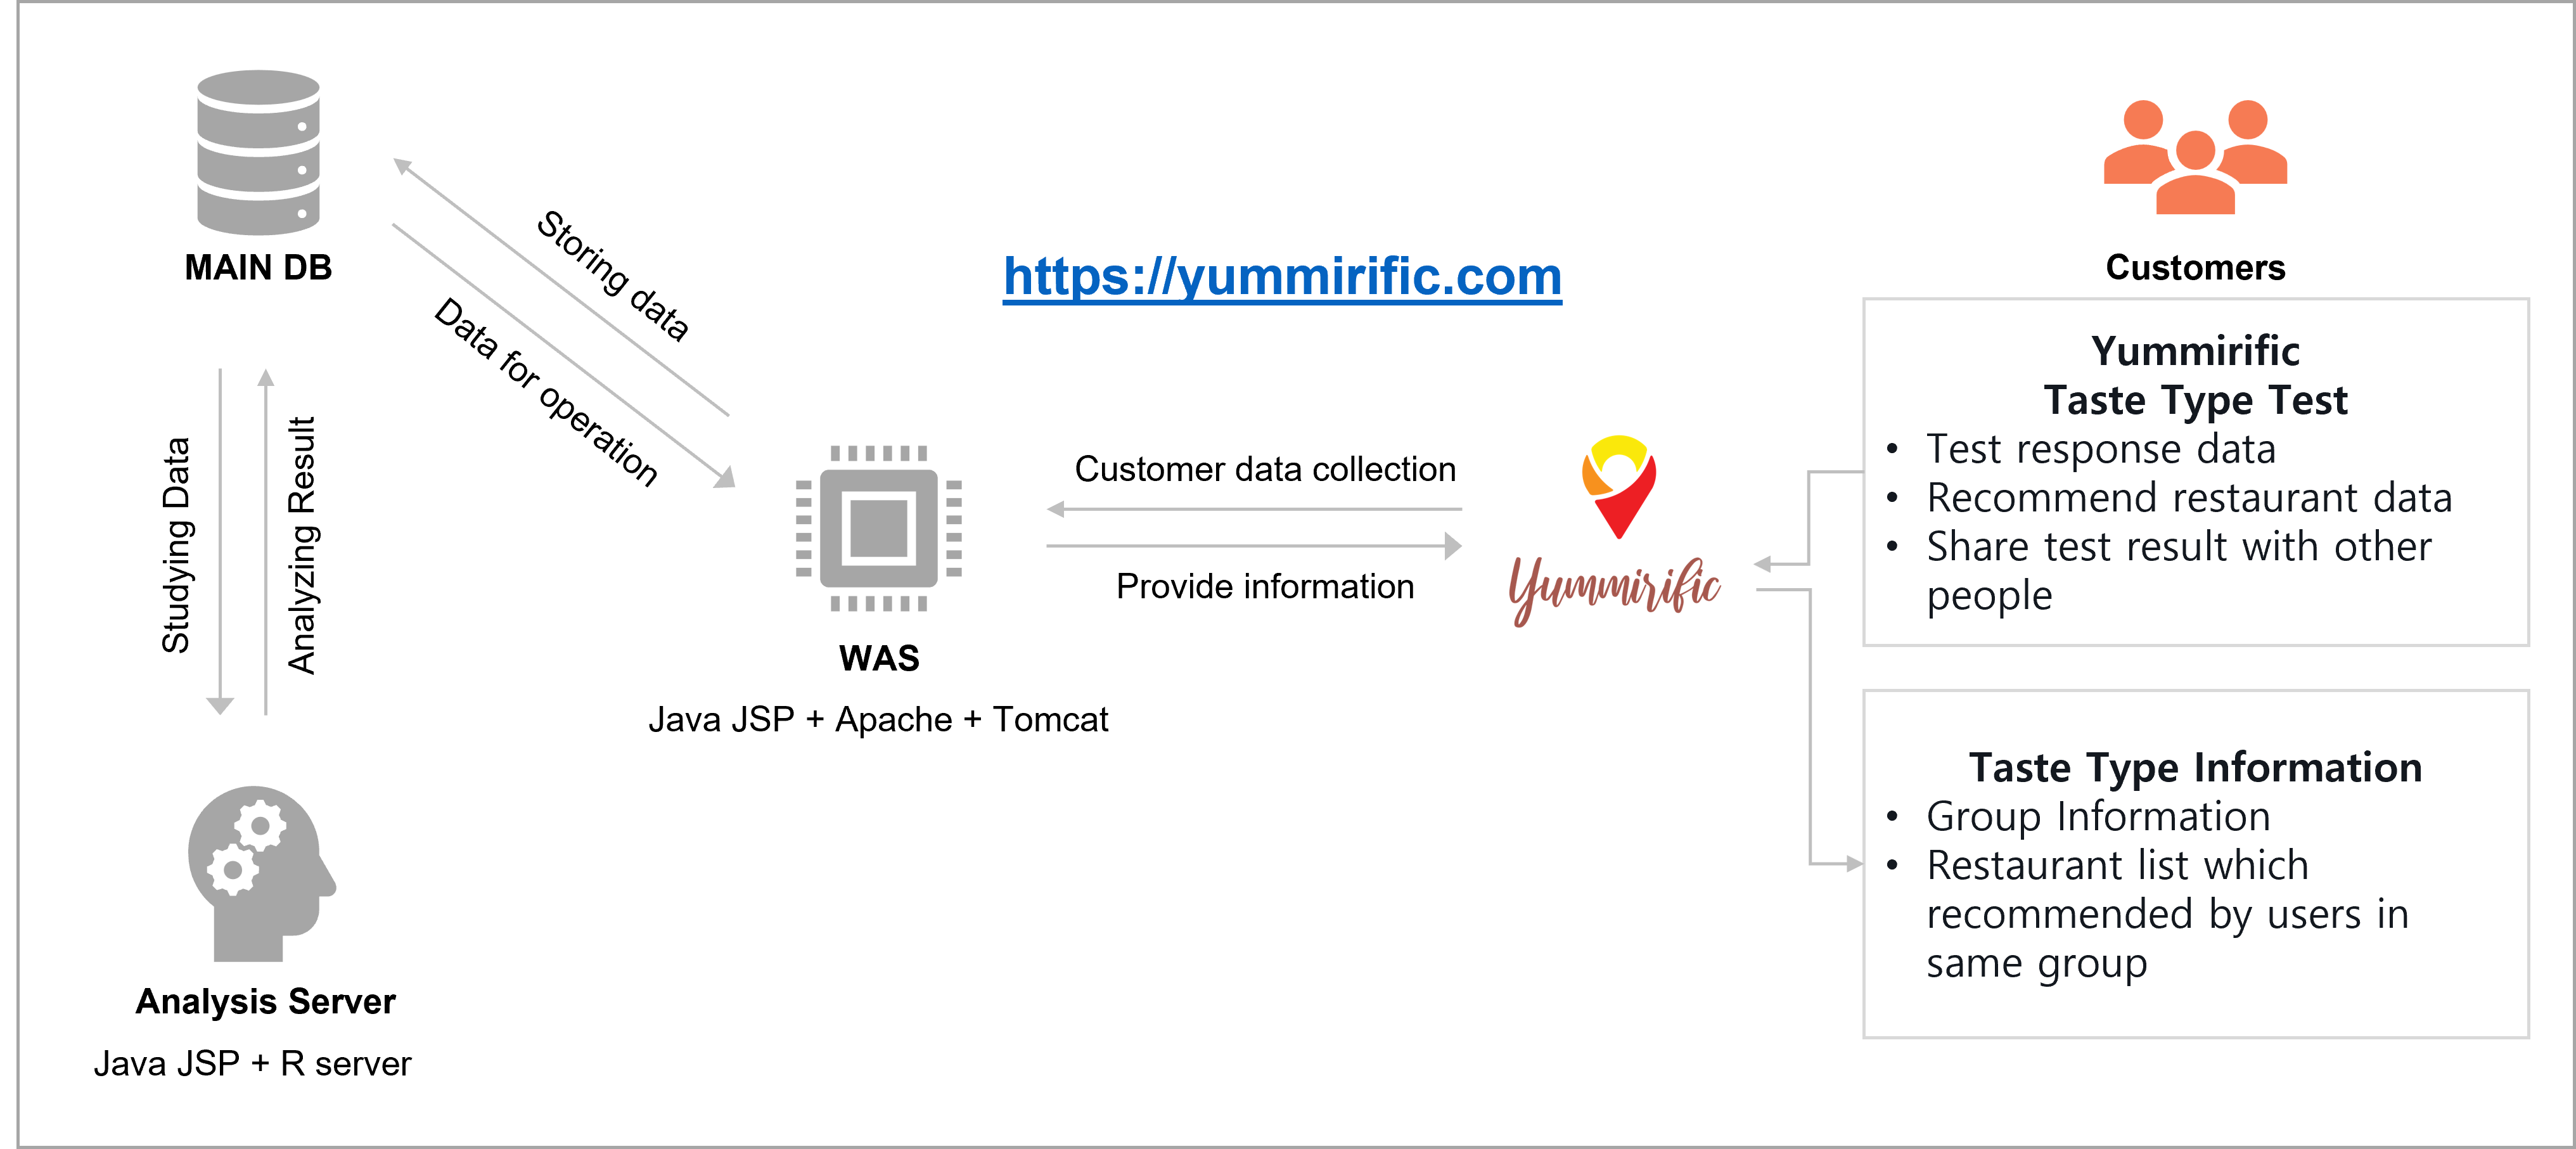 MAIN DB
Storing data
Data for operation
Studying Data
Analyzing Result
Analysis Server
Java JSP + R server
https://yummirific.com
WAS
Java JSP + Apache + Tomcat
Customer data collection
Provide information
Yummirific
Customers
Yummirific
Taste Type Test
• Test response data
• Recommend restaurant data
• Share test result with other
people
Taste Type Information
• Group Information
• Restaurant list which
recommended by users in
same group